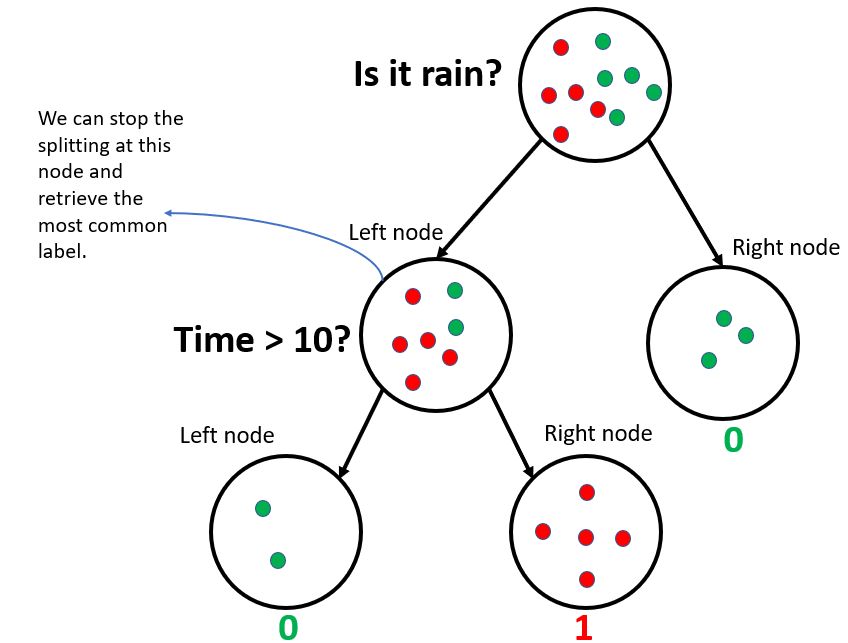 Is it rain?
We can stop the
splitting at this
node and
retrieve the
most common
label.
Left node
Right node
Time > 10?
0
Left node
Right node
0
1